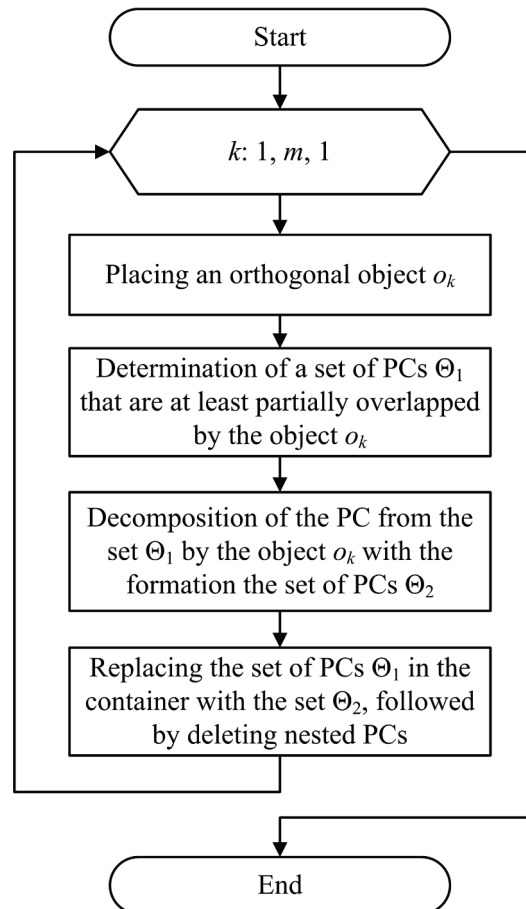 Start
k: 1, m, 1
Placing an orthogonal object oₖ
Determination of a set of PCs Θ₁
that are at least partially overlapped
by the object oₖ
Decomposition of the PC from the
set Θ₁ by the object oₖ with the
formation the set of PCs Θ₂
Replacing the set of PCs Θ₁ in the
container with the set Θ₂, followed
by deleting nested PCs
End